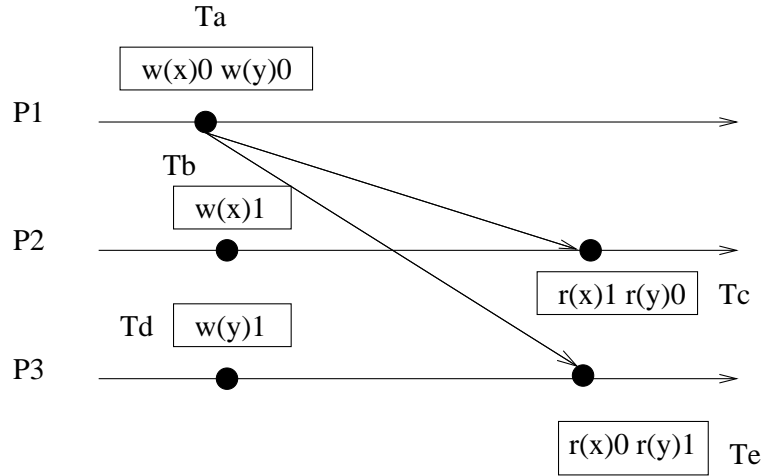 Ta
w(x)0 w(y)0
P1
Tb
w(x)1
P2
r(x)1 r(y)0 Tc
Td w(y)1
P3
r(x)0 r(y)1 Te